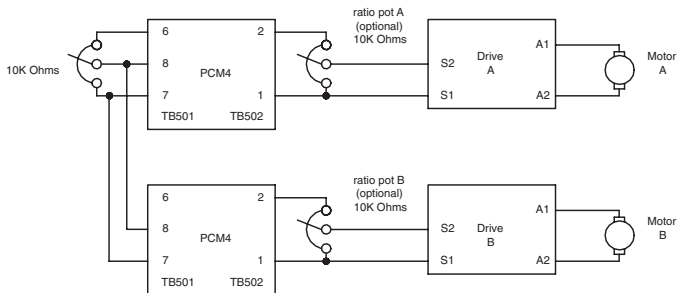 ratio pot A
(optional)
10K Ohms
6
2
A1
Motor
A
10K Ohms
8
PCM4
S2
Drive
A
7
1
S1
A2
TB501
TB502
ratio pot B
(optional)
10K Ohms
6
2
A1
Motor
B
8
PCM4
S2
Drive
B
7
1
S1
A2
TB501
TB502